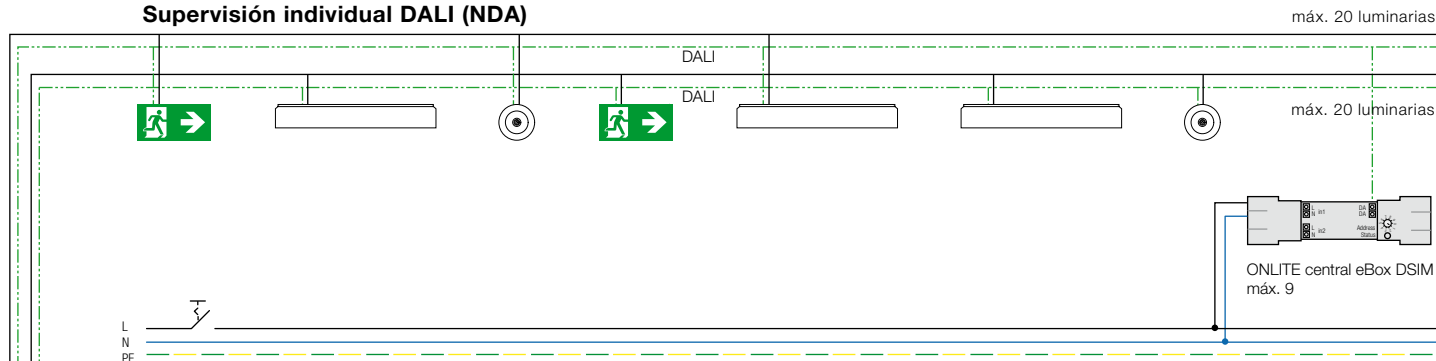 Supervisión individual DALI (NDA)
máx. 20 luminarias
DALI
DALI
máx. 20 luminarias
L
N
in1
DA
DA
L
N
in2
Address
Status
ONLITE central eBox DSIM
máx. 9
L
N
PE